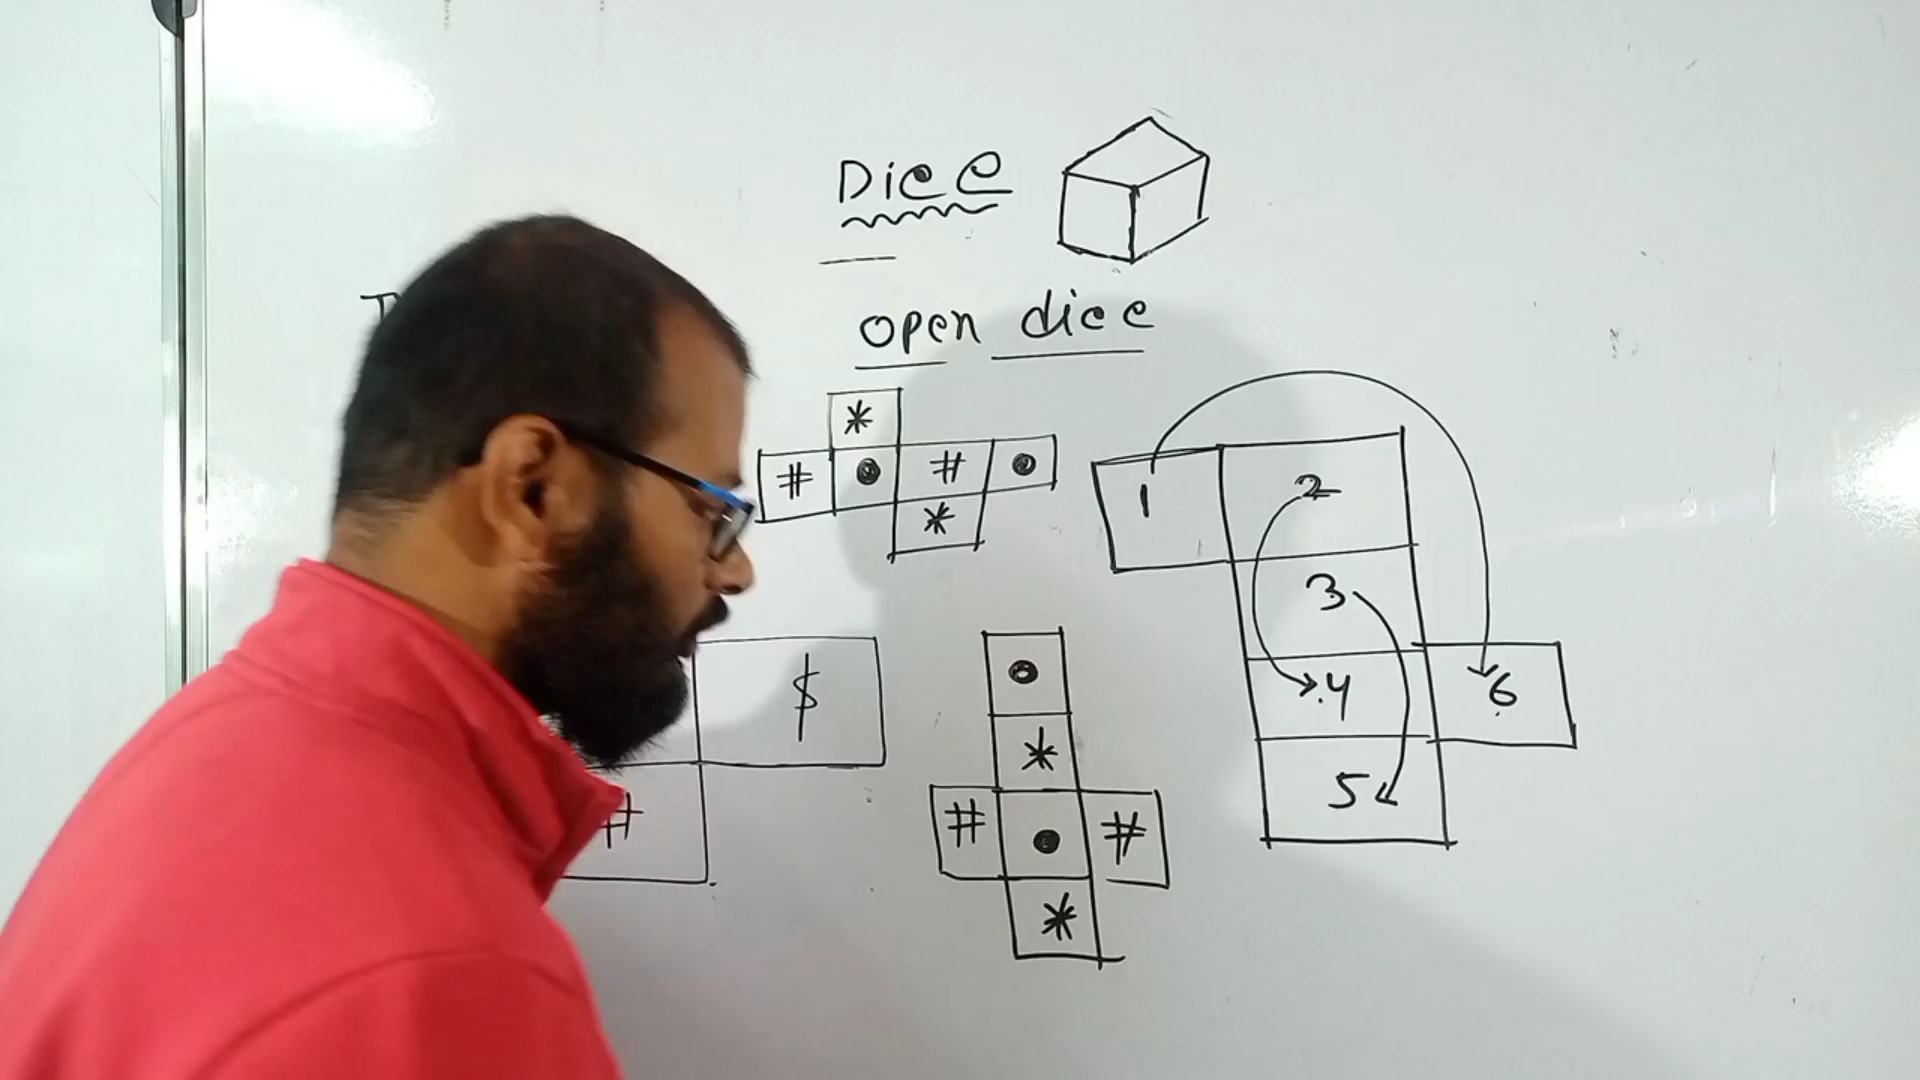 Dice
open dice
*
# • # •
*
1 2
3
4 6
5
$
#
•
*
# • #
*